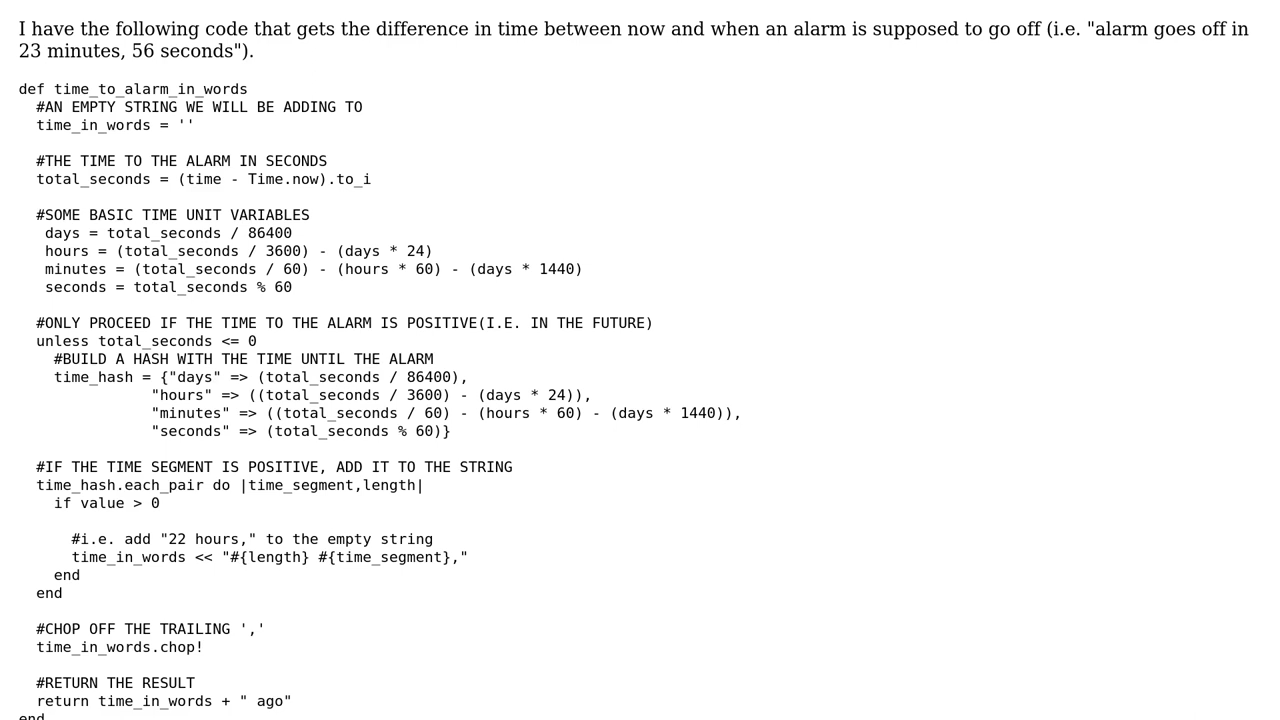 I have the following code that gets the difference in time between now and when an alarm is supposed to go off (i.e. "alarm goes off in
23 minutes, 56 seconds").
def time_to_alarm_in_words
  #AN EMPTY STRING WE WILL BE ADDING TO
  time_in_words = ''

  #THE TIME TO THE ALARM IN SECONDS
  total_seconds = (time - Time.now).to_i

  #SOME BASIC TIME UNIT VARIABLES
   days = total_seconds / 86400
   hours = (total_seconds / 3600) - (days * 24)
   minutes = (total_seconds / 60) - (hours * 60) - (days * 1440)
   seconds = total_seconds % 60

  #ONLY PROCEED IF THE TIME TO THE ALARM IS POSITIVE(I.E. IN THE FUTURE)
  unless total_seconds <= 0
    #BUILD A HASH WITH THE TIME UNTIL THE ALARM
    time_hash = {"days" => (total_seconds / 86400),
               "hours" => ((total_seconds / 3600) - (days * 24)),
               "minutes" => ((total_seconds / 60) - (hours * 60) - (days * 1440)),
               "seconds" => (total_seconds % 60)}

  #IF THE TIME SEGMENT IS POSITIVE, ADD IT TO THE STRING
  time_hash.each_pair do |time_segment,length|
    if value > 0

      #i.e. add "22 hours," to the empty string
      time_in_words << "#{length} #{time_segment},"
    end
  end

  #CHOP OFF THE TRAILING ','
  time_in_words.chop!

  #RETURN THE RESULT
  return time_in_words + " ago"
end